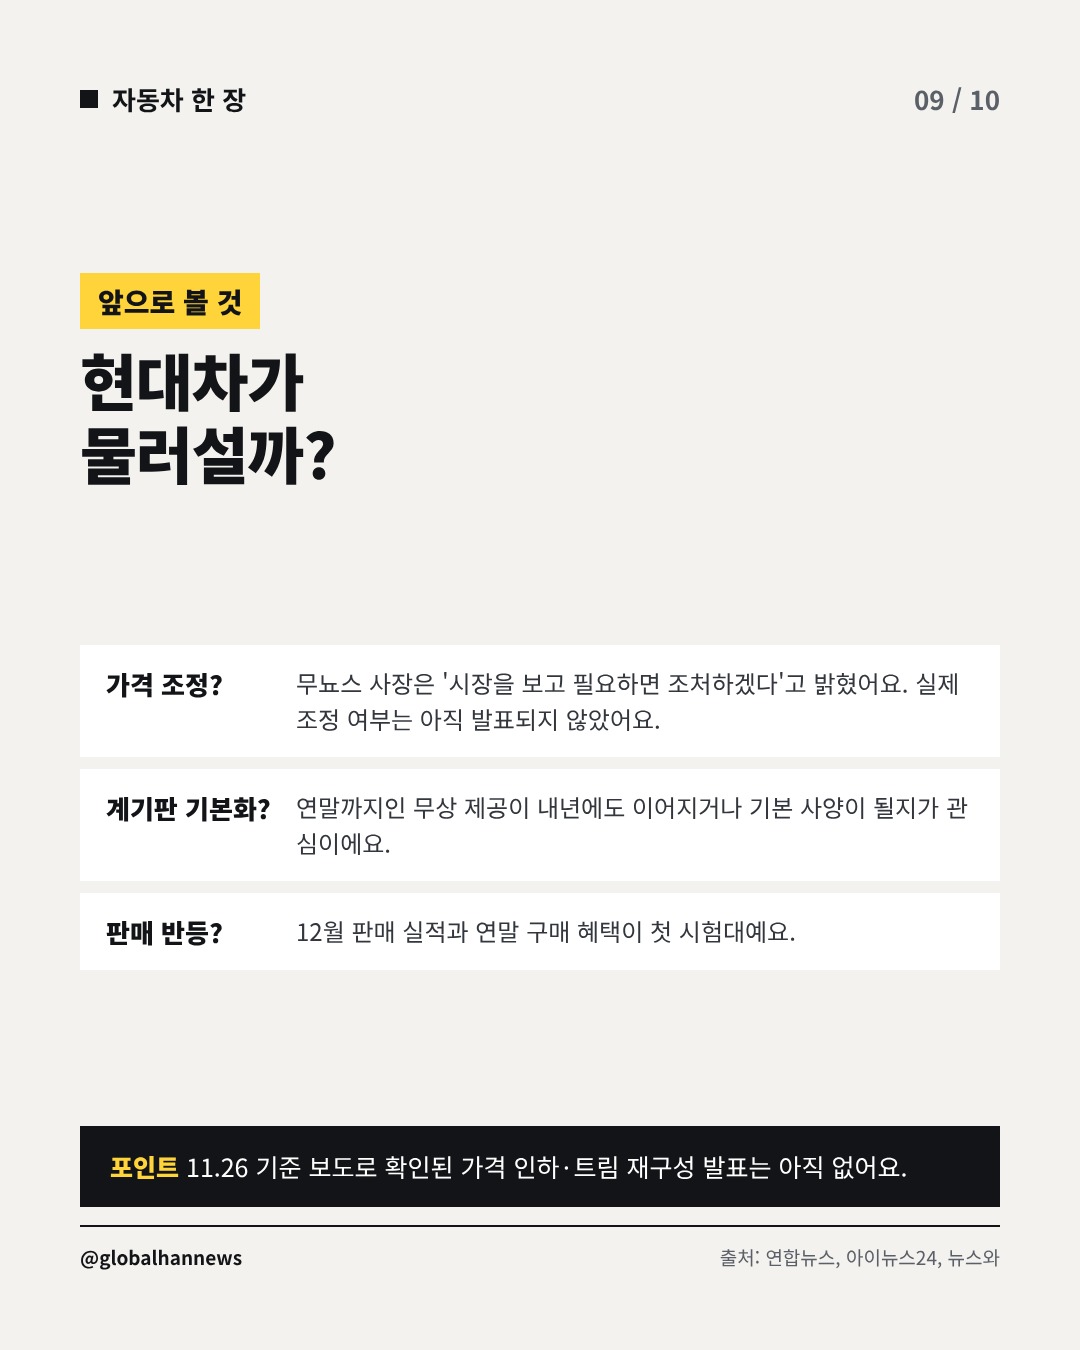 자동차 한 장
09 / 10
앞으로 볼 것
현대차가
물러설까?
가격 조정?
무뇨스 사장은 '시장을 보고 필요하면 조처하겠다'고 밝혔어요. 실제
조정 여부는 아직 발표되지 않았어요.
계기판 기본화?
연말까지인 무상 제공이 내년에도 이어지거나 기본 사양이 될지가 관
심이에요.
판매 반등?
12월 판매 실적과 연말 구매 혜택이 첫 시험대예요.
포인트 11.26 기준 보도로 확인된 가격 인하·트림 재구성 발표는 아직 없어요.
@globalhannews
출처: 연합뉴스, 아이뉴스24, 뉴스와